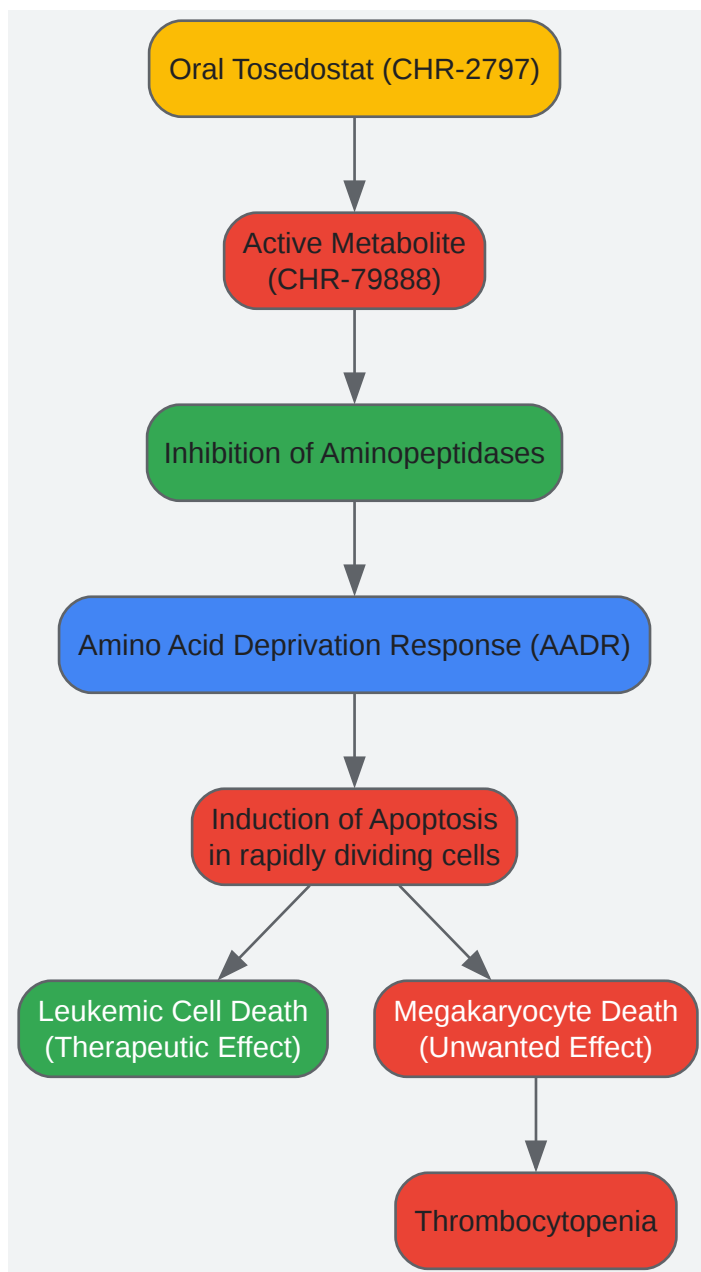 Oral Tosedostat (CHR-2797)
Active Metabolite
(CHR-79888)
Inhibition of Aminopeptidases
Amino Acid Deprivation Response (AADR)
Induction of Apoptosis
in rapidly dividing cells
Leukemic Cell Death
(Therapeutic Effect)
Megakaryocyte Death
(Unwanted Effect)
Thrombocytopenia